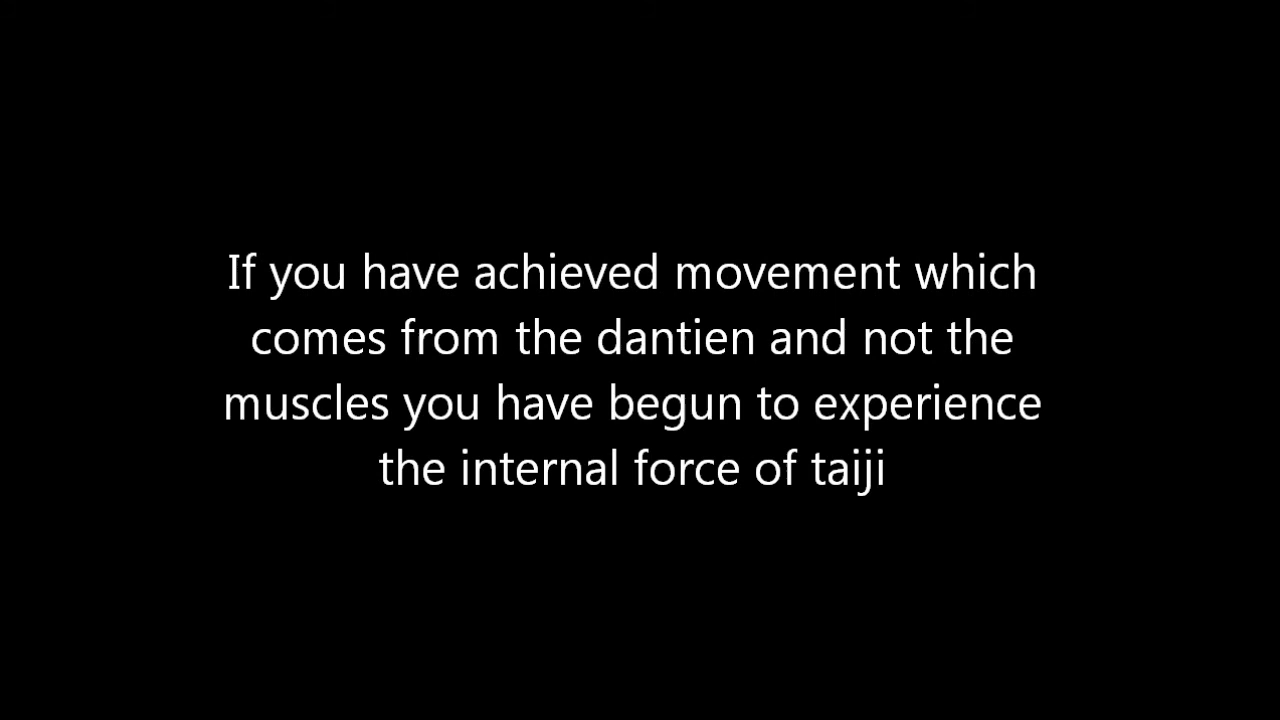 If you have achieved movement which
comes from the dantien and not the
muscles you have begun to experience
the internal force of taiji